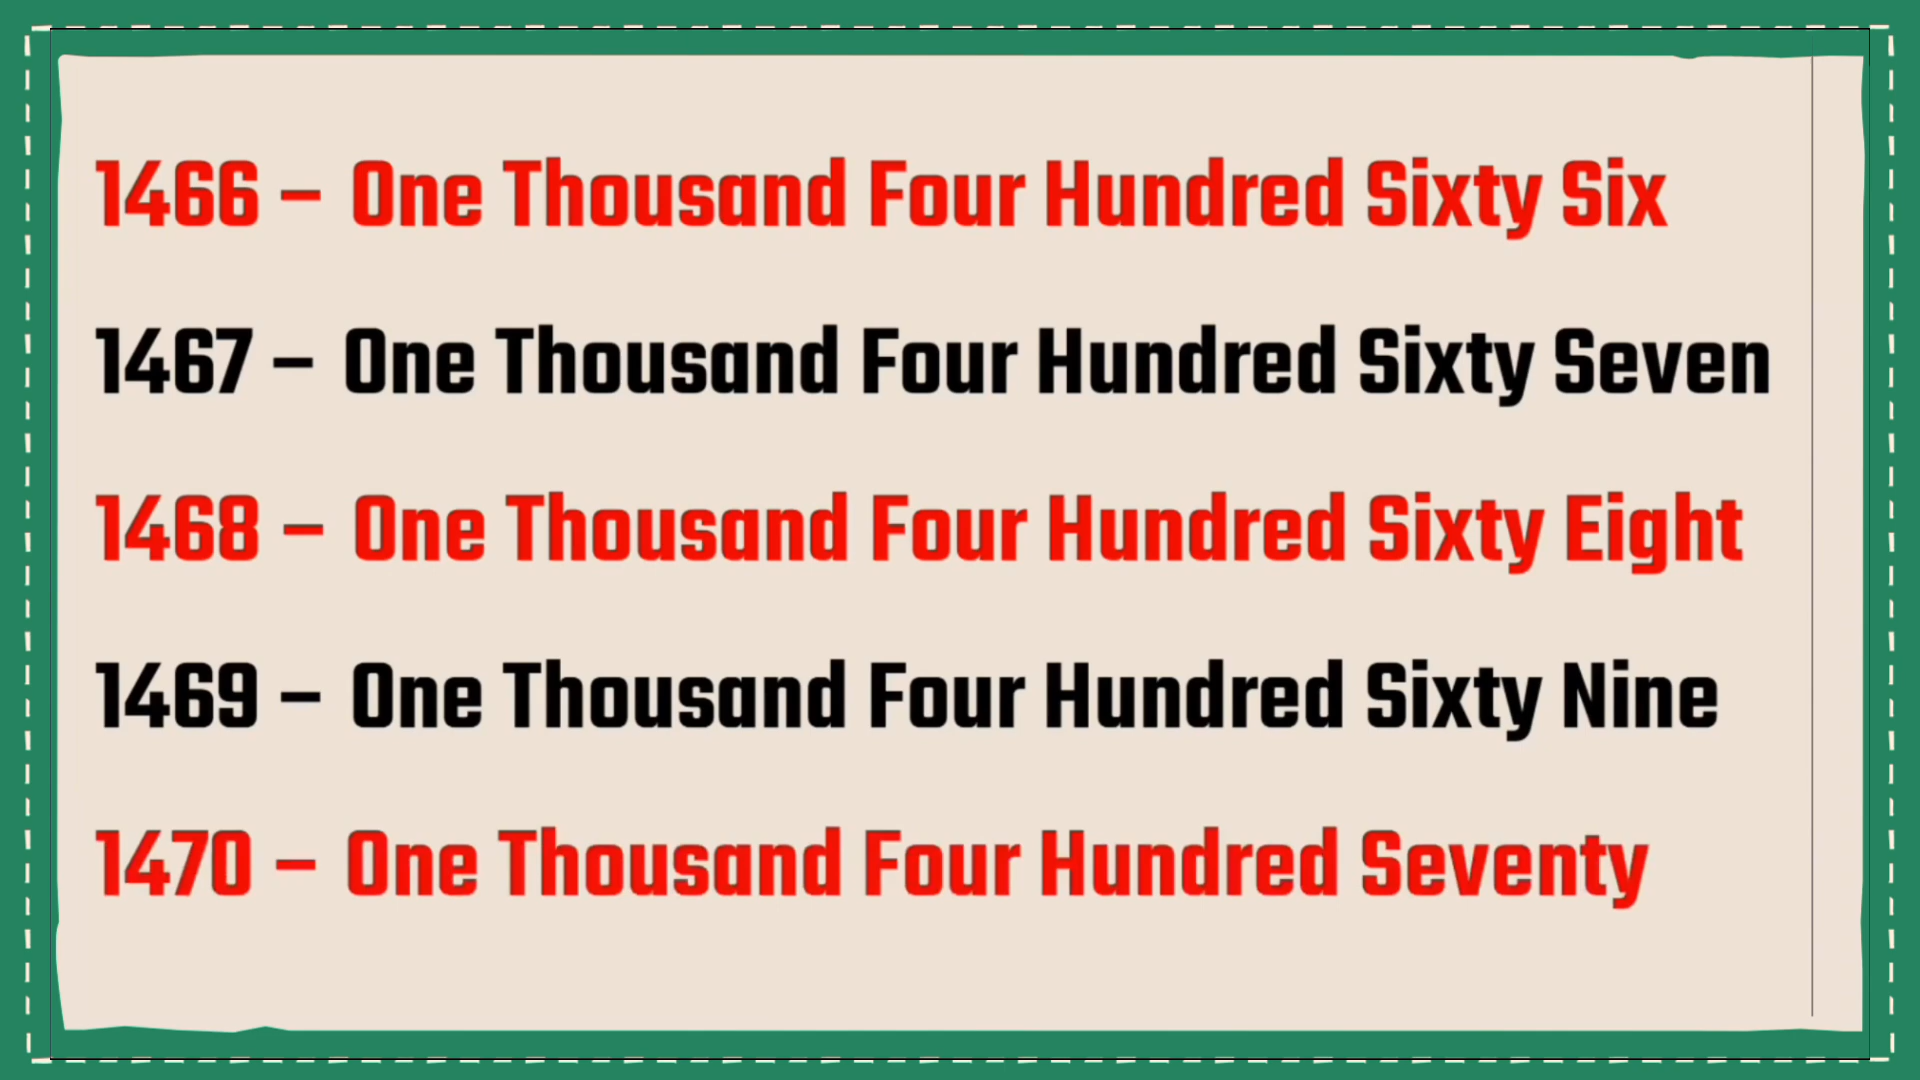 1466 – One Thousand Four Hundred Sixty Six
1467 – One Thousand Four Hundred Sixty Seven
1468 – One Thousand Four Hundred Sixty Eight
1469 – One Thousand Four Hundred Sixty Nine
1470 – One Thousand Four Hundred Seventy